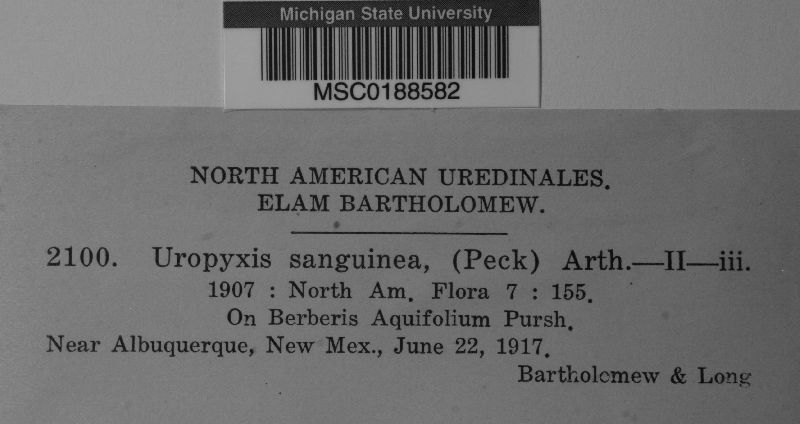 Michigan State University
MSC0188582
NORTH AMERICAN UREDINALES.
ELAM BARTHOLOMEW.
2100. Uropyxis sanguinea, (Peck) Arth.—II—iii.
1907 : North Am. Flora 7 : 155.
On Berberis Aquifolium Pursh.
Near Albuquerque, New Mex., June 22, 1917.
Bartholomew & Long